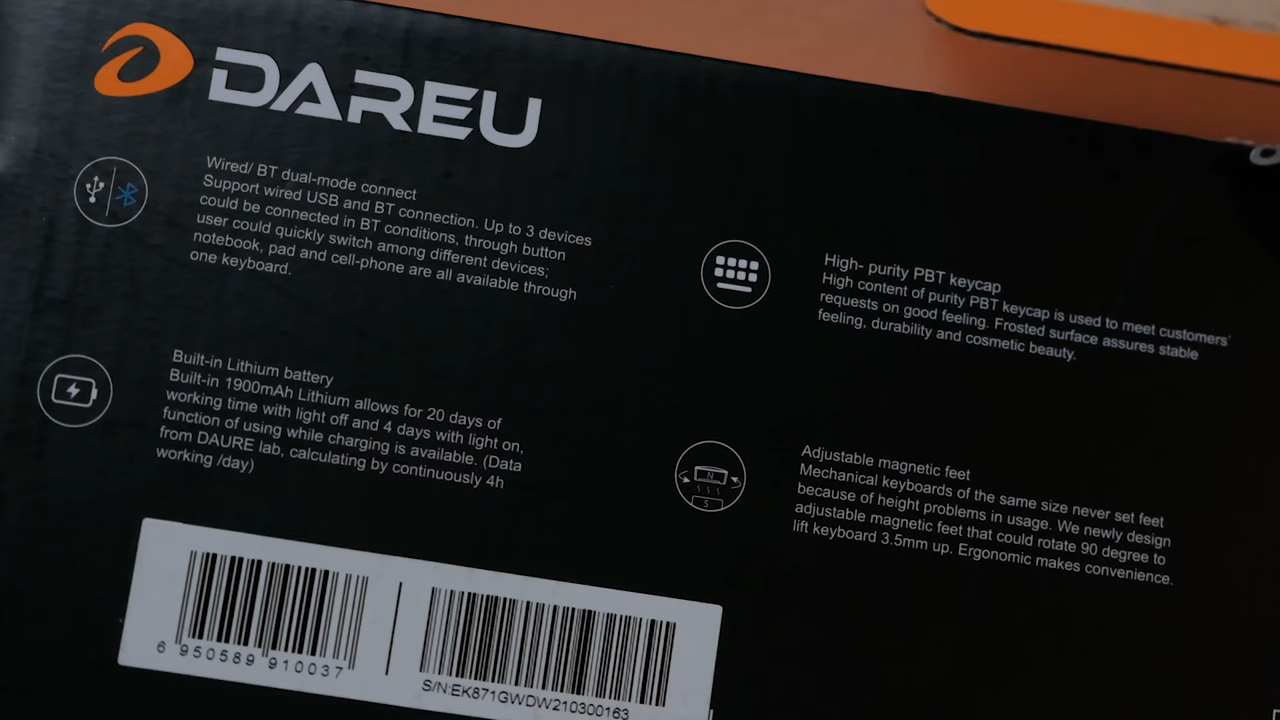 DAREU
Wired/ BT dual-mode connect
Support wired USB and BT connection. Up to 3 devices
could be connected in BT conditions, through button
user could quickly switch among different devices;
notebook, pad and cell-phone are all available through
one keyboard.
High- purity PBT keycap
High content of purity PBT keycap is used to meet customers'
requests on good feeling. Frosted surface assures stable
feeling, durability and cosmetic beauty.
Built-in Lithium battery
Built-in 1900mAh Lithium allows for 20 days of
working time with light off and 4 days with light on,
function of using while charging is available. (Data
from DAURE lab, calculating by continuously 4h
working /day)
N
S
Adjustable magnetic feet
Mechanical keyboards of the same size never set feet
because of height problems in usage. We newly design
adjustable magnetic feet that could rotate 90 degree to
lift keyboard 3.5mm up. Ergonomic makes convenience.
6 950589 910037
S/N:EK871GWDW210300163